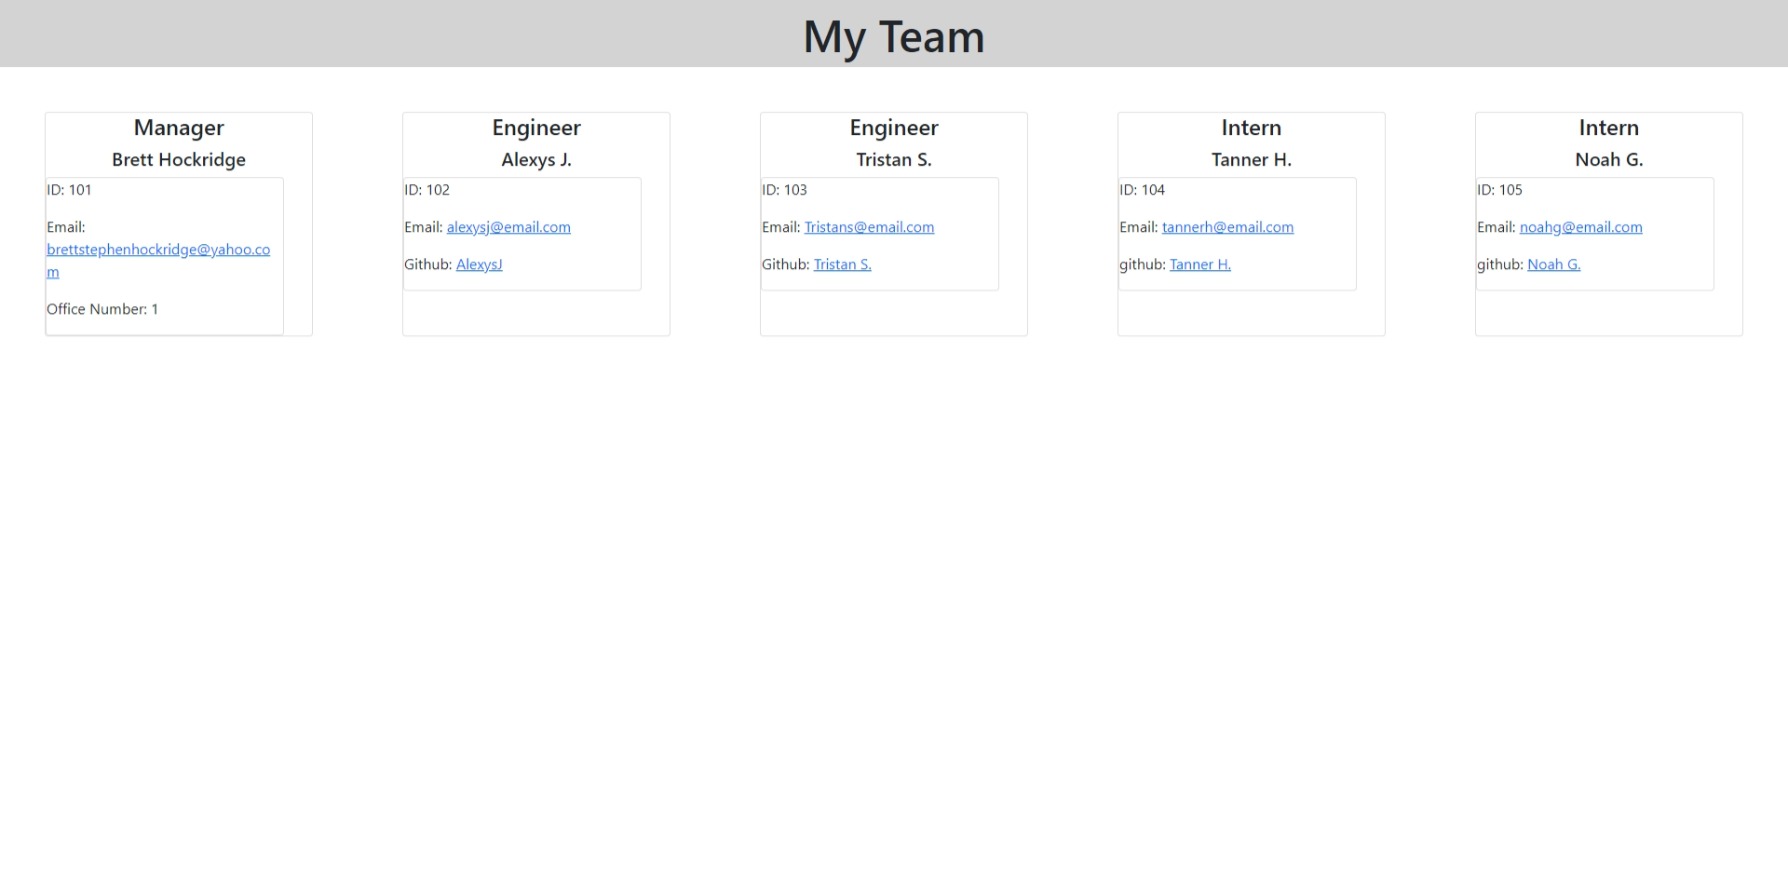 My Team
Manager
Brett Hockridge
ID: 101
Email:
brettstephenhockridge@yahoo.co
m
Office Number: 1
Engineer
Alexys J.
ID: 102
Email: alexysj@email.com
Github: AlexysJ
Engineer
Tristan S.
ID: 103
Email: Tristans@email.com
Github: Tristan S.
Intern
Tanner H.
ID: 104
Email: tannerh@email.com
github: Tanner H.
Intern
Noah G.
ID: 105
Email: noahg@email.com
github: Noah G.